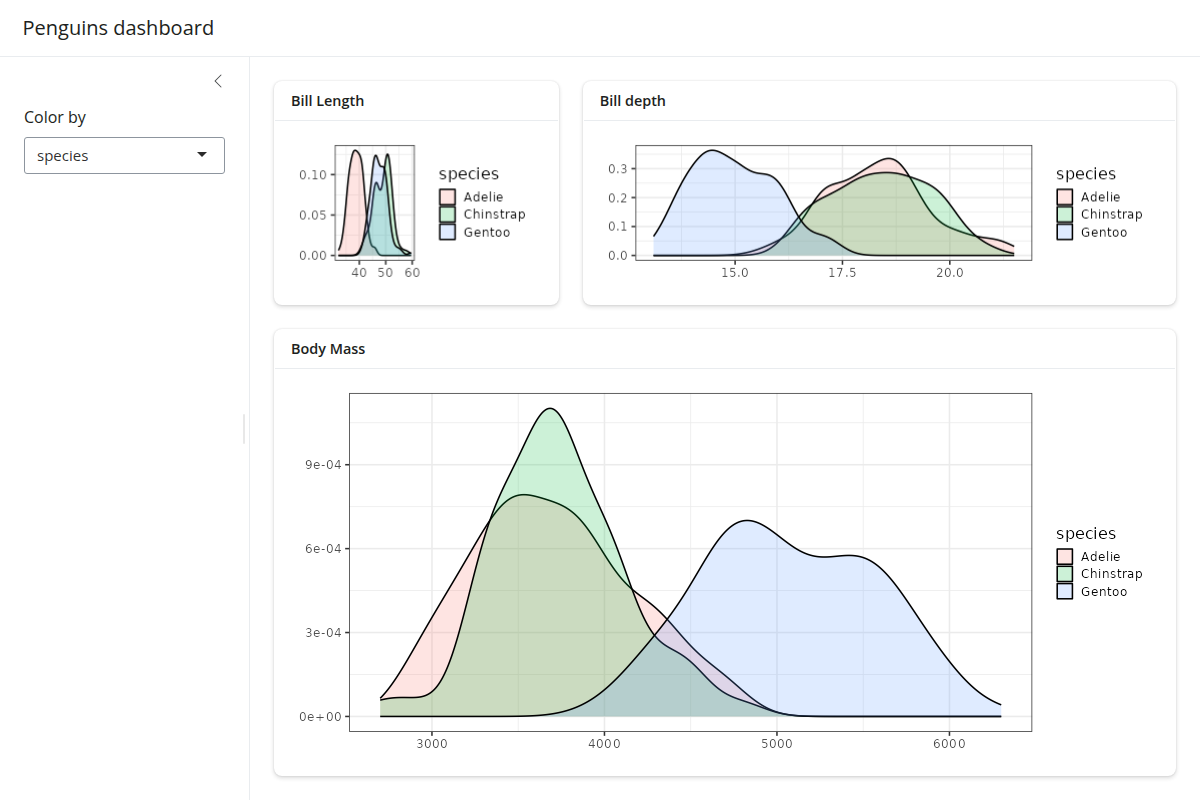 Penguins dashboard
Color by
species
Bill Length
0.10
0.05
0.00
40 50 60
species
Adelie
Chinstrap
Gentoo
Bill depth
0.3
0.2
0.1
0.0
15.0 17.5 20.0
species
Adelie
Chinstrap
Gentoo
Body Mass
9e-04
6e-04
3e-04
0e+00
3000 4000 5000 6000
species
Adelie
Chinstrap
Gentoo